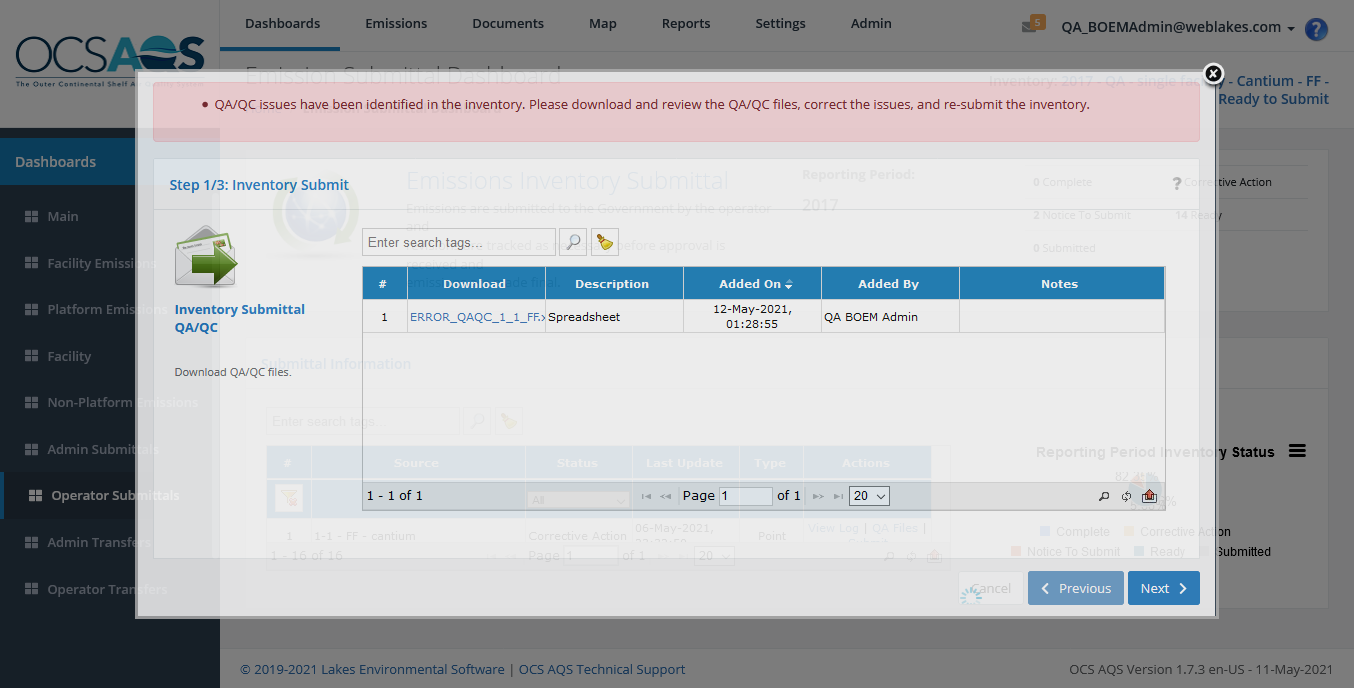 Dashboards Emissions Documents Map Reports Settings Admin
5 QA_BOEMAdmin@weblakes.com ?
OCSAQS
The Outer Continental Shelf A
Emission Submittal Dashboard
Inventory: 2017 - QA - single facility - Cantium - FF -
Ready to Submit
• QA/QC issues have been identified in the inventory. Please download and review the QA/QC files, correct the issues, and re-submit the inventory.
Dashboards
Main
Facility Emissions
Platform Emissions
Facility
Non-Platform Emissions
Admin Submittals
Operator Submittals
Admin Transfers
Operator Transfers
Step 1/3: Inventory Submit
Inventory Submittal
QA/QC
Download QA/QC files.
Enter search tags...
# Download Description Added On Added By Notes
1 ERROR_QAQC_1_1_FF.x Spreadsheet 12-May-2021,
01:28:55 QA BOEM Admin
1 - 1 of 1 Page 1 of 1 20
Emissions Inventory Submittal
Emissions are submitted to the Government by the operator
and
tracked as
before approval is
received and
Reporting Period:
2017
0 Complete ? Corrective Action
2 Notice To Submit 14 Ready
0 Submitted
Submittal Information
Enter search tags
# Source Status Last Update Type Actions
All
1 1-1 - FF - cantium Corrective Action 06-May-2021, Point View Log | QA Files |
1 - 16 of 16 Page 1 of 1 20
Reporting Period Inventory Status
Complete Corrective Action
Notice To Submit Ready Submitted
Cancel Previous Next
© 2019-2021 Lakes Environmental Software | OCS AQS Technical Support
OCS AQS Version 1.7.3 en-US - 11-May-2021